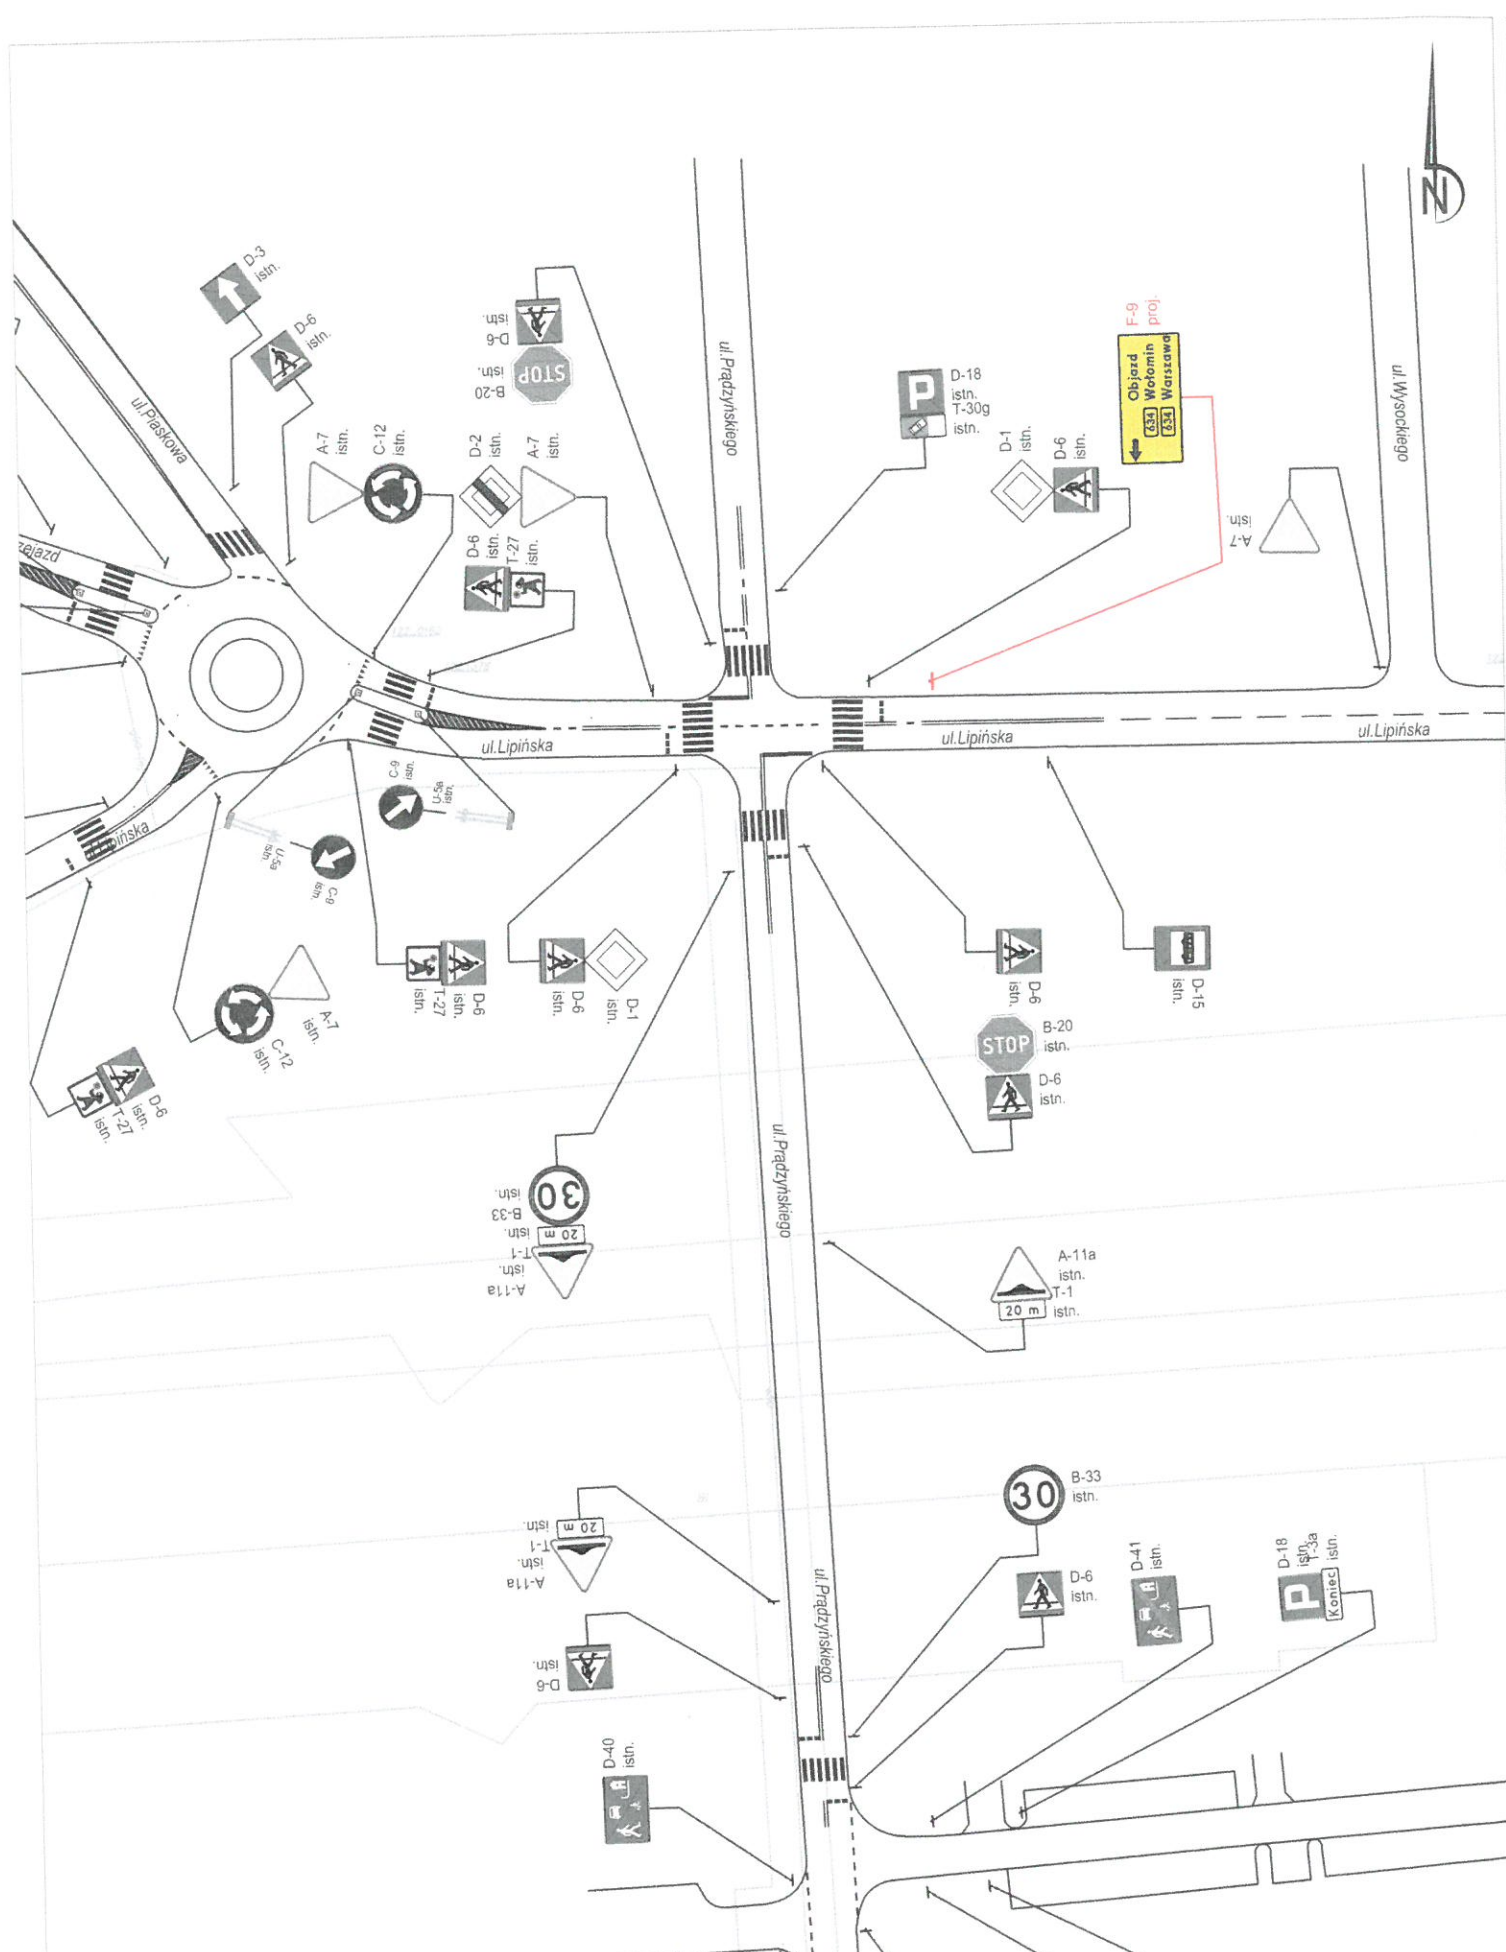 N
D-3
istn.
D-6
istn.
ul.Piaskowa
istn.
D-6
STOP
istn.
B-20
ul.Prądzyńskiego
A-7
istn.
C-12
istn.
D-2
istn.
A-7
istn.
D-6
istn.
T-27
istn.
P
D-18
istn.
T-30g
istn.
D-1
istn.
D-6
istn.
F-9
proj.
Objazd
634 Wołomin
634 Warszawa
ul.Wysockiego
istn.
A-7
zejazd
ul.Lipińska
ul.Lipińska
ul.Lipińska
pińska
C-9
istn.
U-5a
istn.
U-5a
istn.
C-9
istn.
A-7
istn.
C-12
istn.
D-6
istn.
T-27
istn.
D-6
istn.
T-27
istn.
D-6
istn.
D-1
istn.
D-6
istn.
D-15
istn.
STOP
B-20
istn.
D-6
istn.
30
istn.
B-33
20 m
istn.
T-1
istn.
A-11a
ul.Prądzyńskiego
A-11a
istn.
T-1
20 m
istn.
20 m
istn.
T-1
istn.
A-11a
istn.
D-6
ul.Prądzyńskiego
30
B-33
istn.
D-6
istn.
D-41
istn.
D-18
istn.
T-3a
istn.
P
Koniec
D-40
istn.